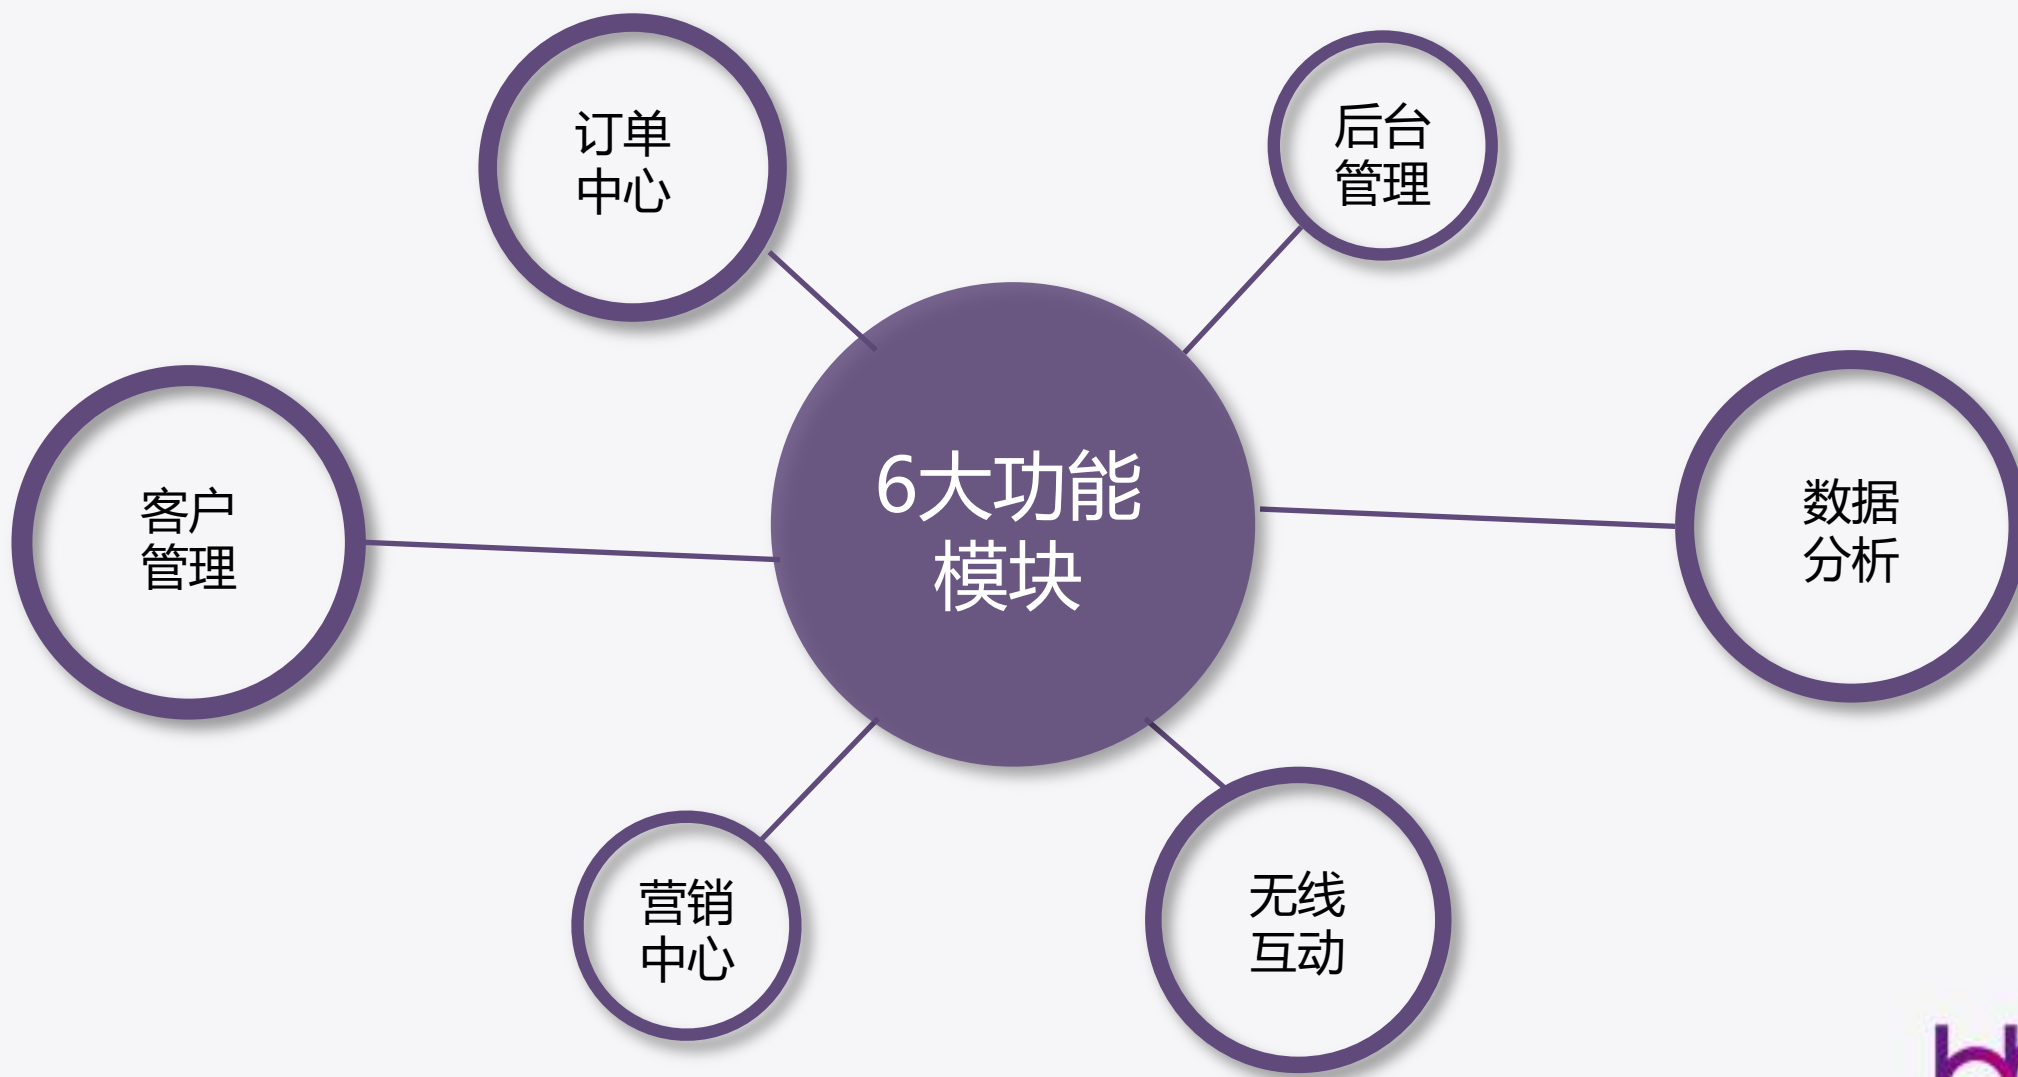 订单
中心
后台
管理
6大功能
模块
客户
管理
数据
分析
营销
中心
无线
互动